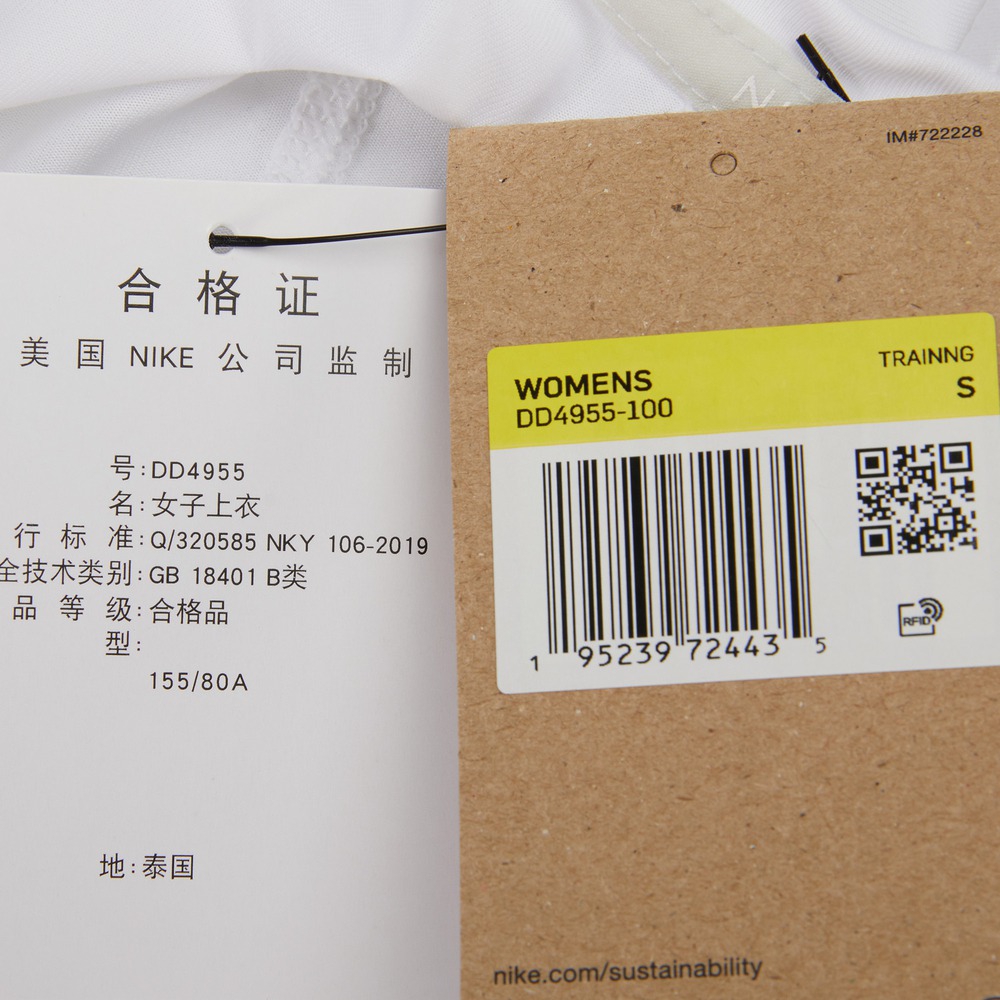 合格证
美国 NIKE 公司监制
号:DD4955
名:女子上衣
行标准:Q/320585 NKY 106-2019
全技术类别:GB 18401 B类
品等级:合格品
型:
155/80A
地:泰国
IM#722228
TRAINNG
WOMENS
S
DD4955-100
1 95239 72443 5
RFID
nike.com/sustainability